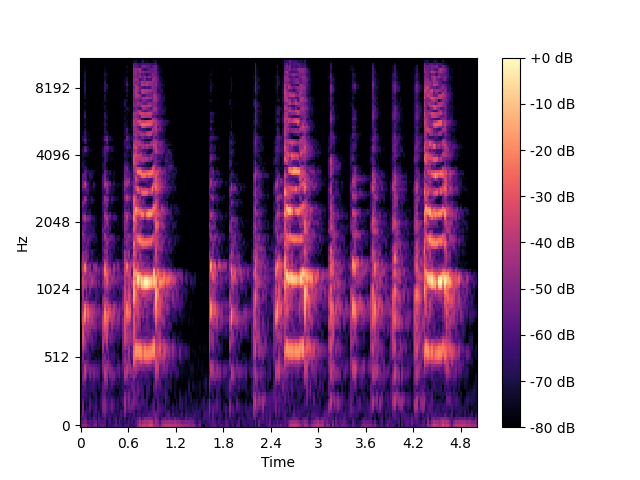 +0 dB
8192
-10 dB
4096
-20 dB
-30 dB
2048
-40 dB
Hz
1024
-50 dB
-60 dB
512
-70 dB
0
-80 dB
0 0.6 1.2 1.8 2.4 3 3.6 4.2 4.8
Time